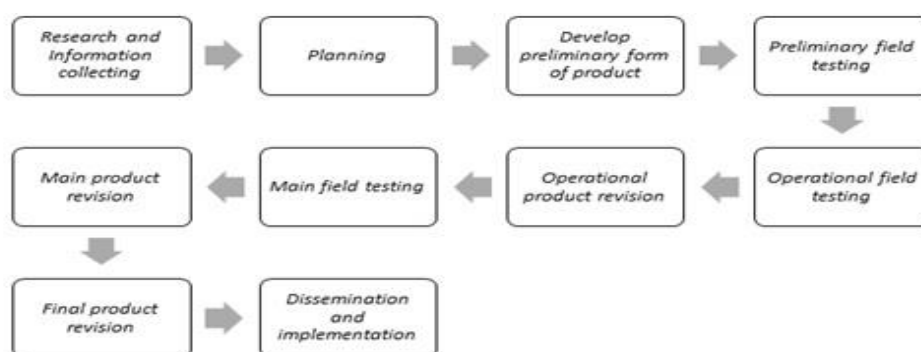 Research and
Information
collecting
Planning
Develop
preliminary form
of product
Preliminary field
testing
Operational field
testing
Operational
product revision
Main field testing
Main product
revision
Final product
revision
Dissemination
and
implementation